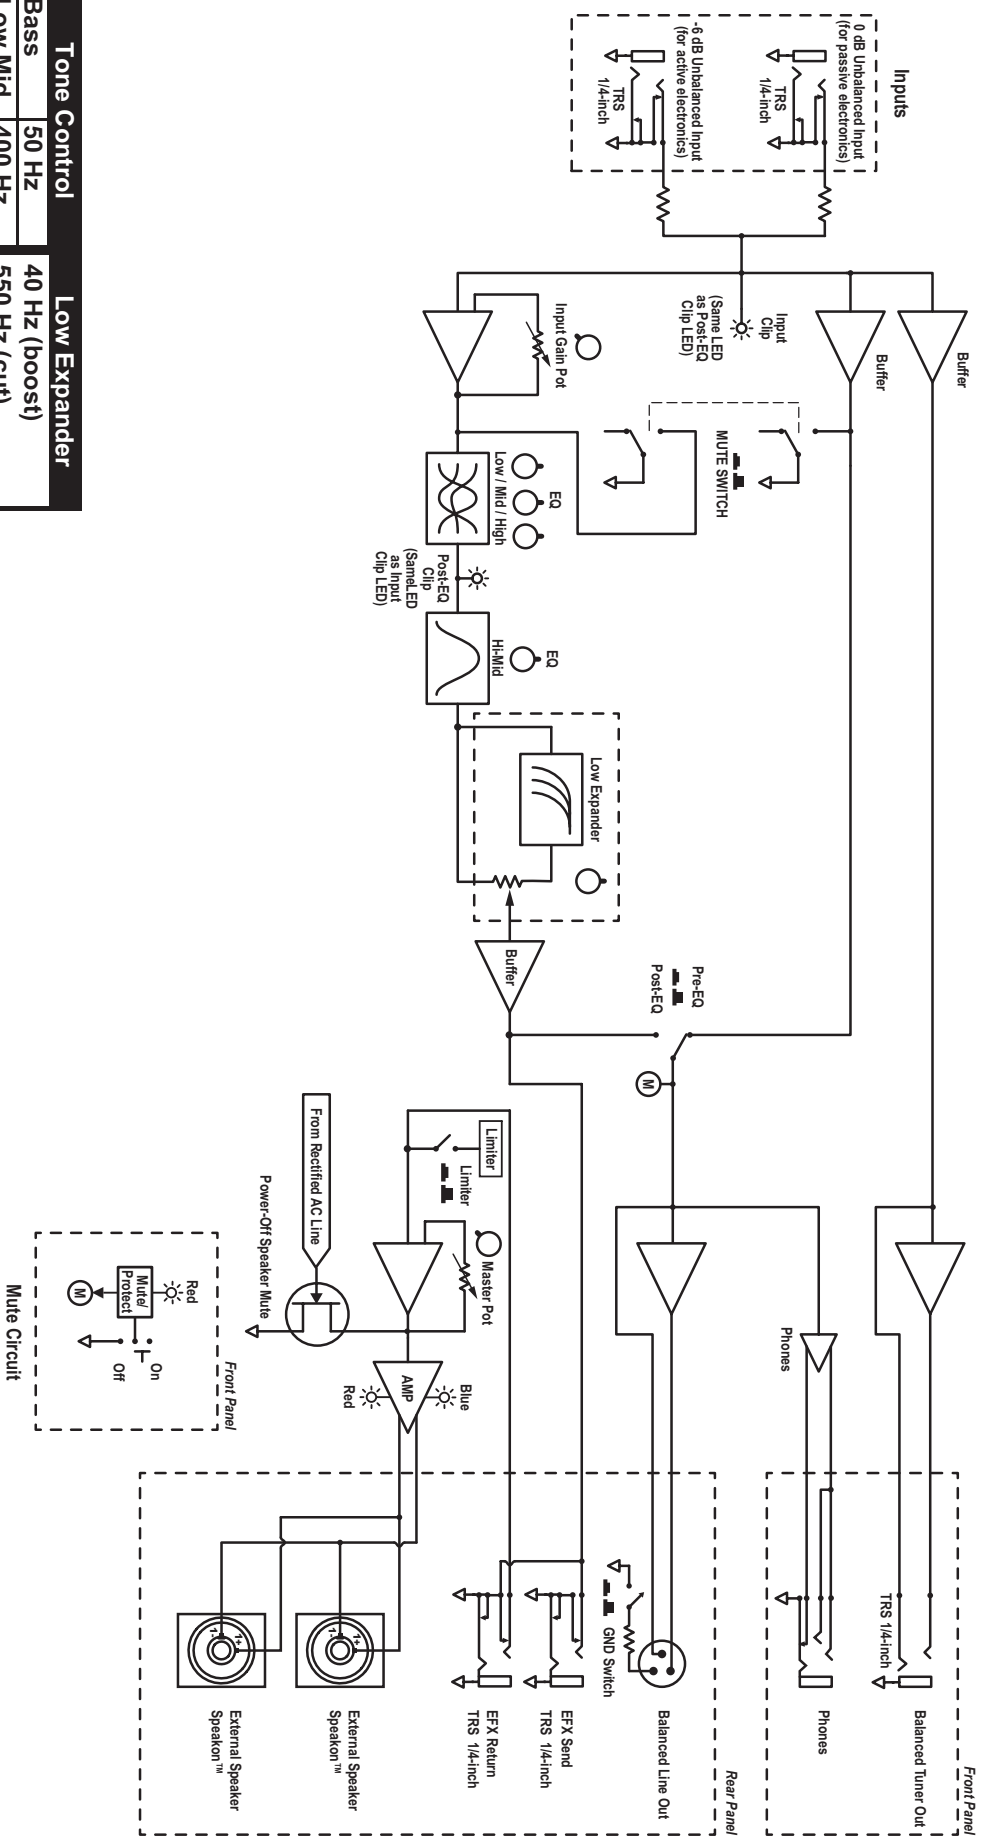 Inputs
0 dB Unbalanced Input
(for passive electronics)
TRS
1/4-inch
-6 dB Unbalanced Input
(for active electronics)
TRS
1/4-inch
Buffer
Buffer
Input
Clip
(Same LED
as Post-EQ
Clip LED)
Input Gain Pot
MUTE SWITCH
EQ
Low / Mid / High
Post-EQ
Clip
(SameLED
as Input
Clip LED)
EQ
Hi-Mid
Low Expander
Buffer
Pre-EQ
Post-EQ
M
Limiter
Limiter
Master Pot
From Rectified AC Line
Power-Off Speaker Mute
AMP
Blue
Red
Phones
Front Panel
Balanced Tuner Out
TRS 1/4-inch
Phones
Rear Panel
Balanced Line Out
GND Switch
EFX Send
TRS 1/4-inch
EFX Return
TRS 1/4-inch
1+
1-
External Speaker
Speakon™
1+
1-
External Speaker
Speakon™
Front Panel
Red
Mute/
Protect
M
On
Off
Mute Circuit
Tone Control
Low Expander
Bass
50 Hz
40 Hz (boost)
Low Mid
400 Hz
550 Hz (cut)